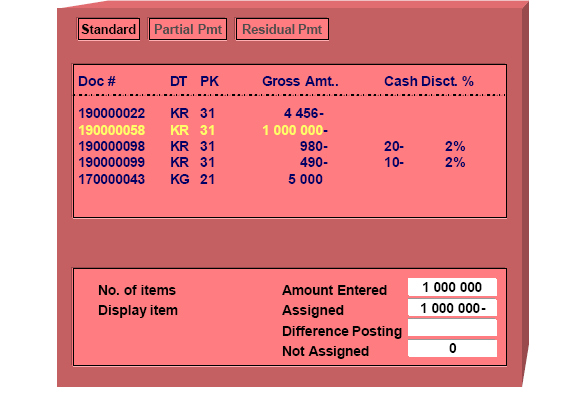 Standard Partial Pmt Residual Pmt
Doc # DT PK Gross Amt.. Cash Disct. %
190000022 KR 31 4 456-
190000058 KR 31 1 000 000-
190000098 KR 31 980- 20- 2%
190000099 KR 31 490- 10- 2%
170000043 KG 21 5 000
No. of items Amount Entered 1 000 000
Display item Assigned 1 000 000-
Difference Posting
Not Assigned 0